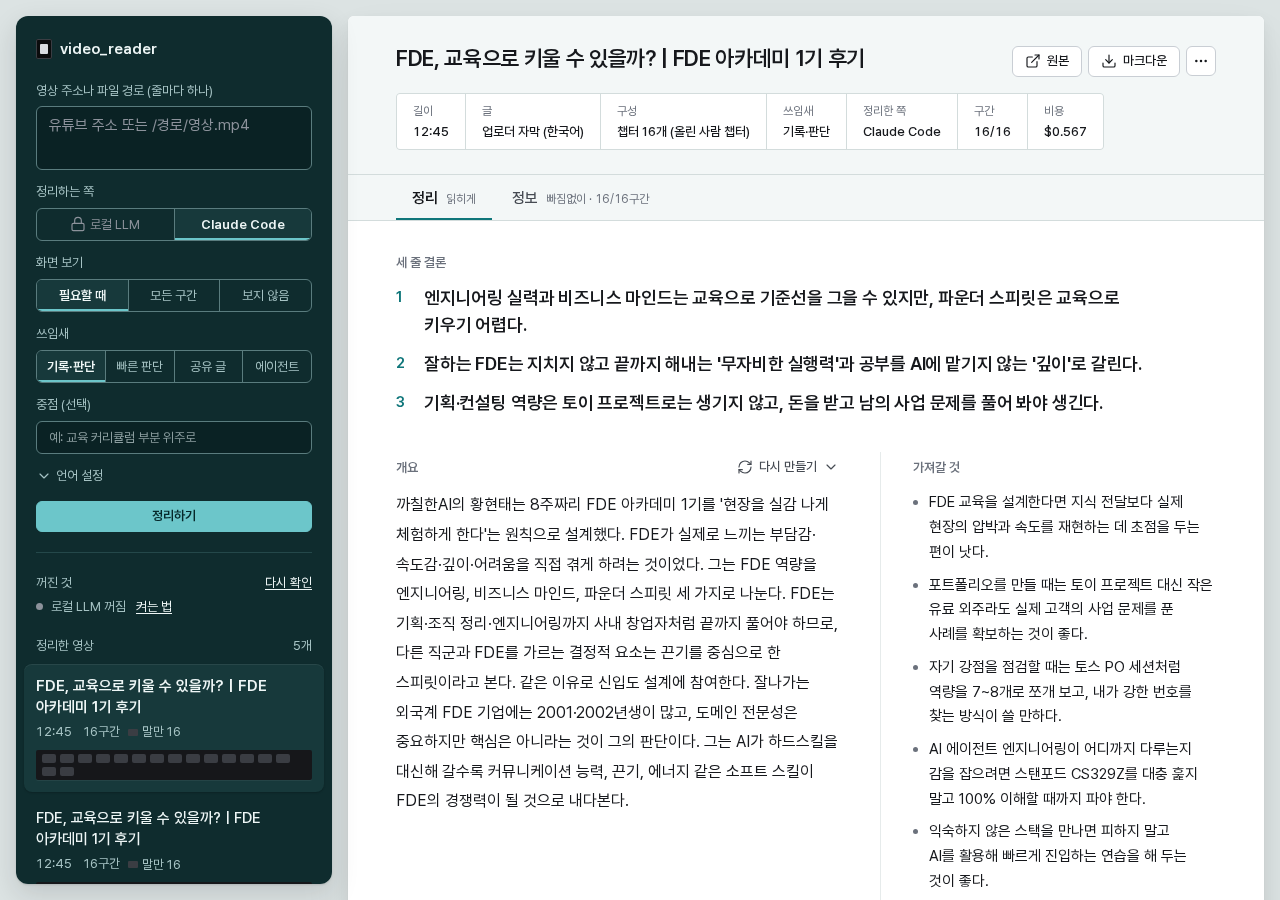 video_reader
영상 주소나 파일 경로 (줄마다 하나)
유튜브 주소 또는 /경로/영상.mp4
정리하는 쪽
로컬 LLM
Claude Code
화면 보기
필요할 때
모든 구간
보지 않음
쓰임새
기록·판단
빠른 판단
공유 글
에이전트
중점 (선택)
예: 교육 커리큘럼 부분 위주로
언어 설정
정리하기
꺼진 것
다시 확인
로컬 LLM 꺼짐 켜는 법
정리한 영상
5개
FDE, 교육으로 키울 수 있을까? | FDE
아카데미 1기 후기
12:45 16구간 말만 16
FDE, 교육으로 키울 수 있을까? | FDE
아카데미 1기 후기
12:45 16구간 말만 16
FDE, 교육으로 키울 수 있을까? | FDE 아카데미 1기 후기
원본
마크다운
길이
12:45
글
업로더 자막 (한국어)
구성
챕터 16개 (올린 사람 챕터)
쓰임새
기록·판단
정리한 쪽
Claude Code
구간
16/16
비용
$0.567
정리 읽히게
정보 빠짐없이 · 16/16구간
세 줄 결론
1 엔지니어링 실력과 비즈니스 마인드는 교육으로 기준선을 그을 수 있지만, 파운더 스피릿은 교육으로
키우기 어렵다.
2 잘하는 FDE는 지치지 않고 끝까지 해내는 '무자비한 실행력'과 공부를 AI에 맡기지 않는 '깊이'로 갈린다.
3 기획·컨설팅 역량은 토이 프로젝트로는 생기지 않고, 돈을 받고 남의 사업 문제를 풀어 봐야 생긴다.
개요
다시 만들기
까칠한AI의 황현태는 8주짜리 FDE 아카데미 1기를 '현장을 실감 나게
체험하게 한다'는 원칙으로 설계했다. FDE가 실제로 느끼는 부담감·
속도감·깊이·어려움을 직접 겪게 하려는 것이었다. 그는 FDE 역량을
엔지니어링, 비즈니스 마인드, 파운더 스피릿 세 가지로 나눈다. FDE는
기획·조직 정리·엔지니어링까지 사내 창업자처럼 끝까지 풀어야 하므로,
다른 직군과 FDE를 가르는 결정적 요소는 끈기를 중심으로 한
스피릿이라고 본다. 같은 이유로 신입도 설계에 참여한다. 잘나가는
외국계 FDE 기업에는 2001·2002년생이 많고, 도메인 전문성은
중요하지만 핵심은 아니라는 것이 그의 판단이다. 그는 AI가 하드스킬을
대신해 갈수록 커뮤니케이션 능력, 끈기, 에너지 같은 소프트 스킬이
FDE의 경쟁력이 될 것으로 내다본다.
가져갈 것
FDE 교육을 설계한다면 지식 전달보다 실제
현장의 압박과 속도를 재현하는 데 초점을 두는
편이 낫다.
포트폴리오를 만들 때는 토이 프로젝트 대신 작은
유료 외주라도 실제 고객의 사업 문제를 푼
사례를 확보하는 것이 좋다.
자기 강점을 점검할 때는 토스 PO 세션처럼
역량을 7~8개로 쪼개 보고, 내가 강한 번호를
찾는 방식이 쓸 만하다.
AI 에이전트 엔지니어링이 어디까지 다루는지
감을 잡으려면 스탠포드 CS329Z를 대충 훑지
말고 100% 이해할 때까지 파야 한다.
익숙하지 않은 스택을 만나면 피하지 말고
AI를 활용해 빠르게 진입하는 연습을 해 두는
것이 좋다.